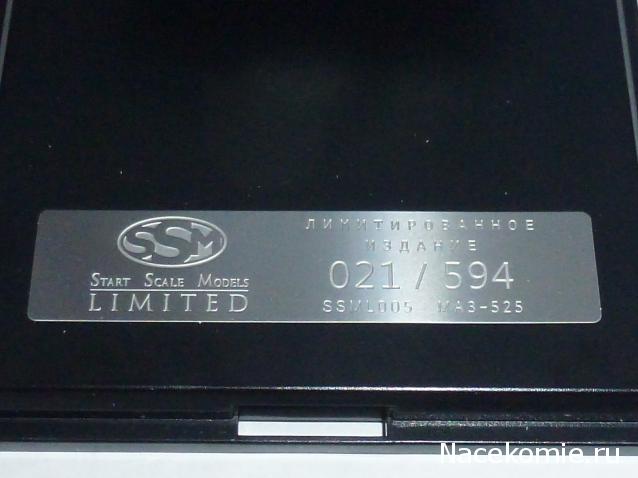 SSM
START SCALE MODELS
LIMITED
ЛИМИТИРОВАННОЕ
ИЗДАНИЕ
021 / 594
SSML005 МАЗ-525
Nacekomie.ru